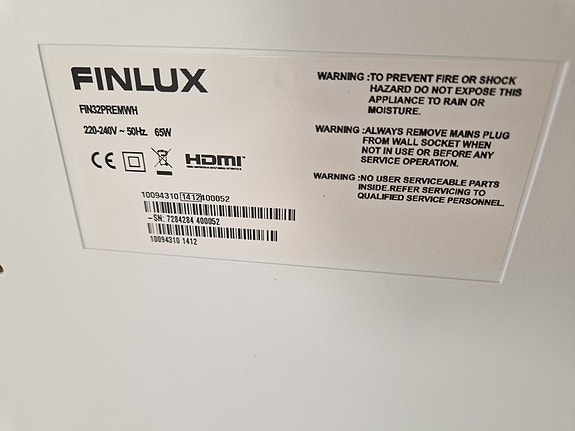 FINLUX
FIN32PREMWH
220-240V ~ 50Hz. 65W
CE HDMI
10094310 1412 400052
-SN: 7284284 400052
10094310 1412
WARNING :TO PREVENT FIRE OR SHOCK
HAZARD DO NOT EXPOSE THIS
APPLIANCE TO RAIN OR
MOISTURE.
WARNING :ALWAYS REMOVE MAINS PLUG
FROM WALL SOCKET WHEN
NOT IN USE OR BEFORE ANY
SERVICE OPERATION.
WARNING :NO USER SERVICEABLE PARTS
INSIDE.REFER SERVICING TO
QUALIFIED SERVICE PERSONNEL.